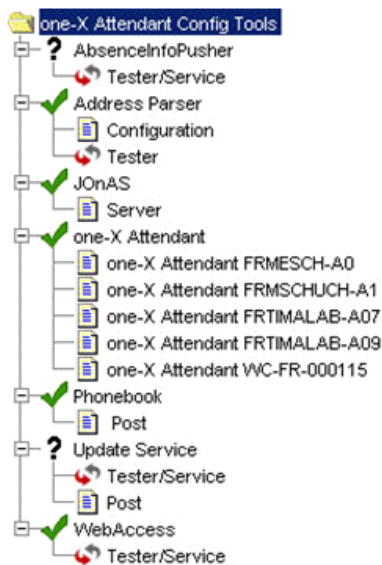 one-X Attendant Config Tools
? AbsenceInfoPusher
Tester/Service
Address Parser
Configuration
Tester
JOnAS
Server
one-X Attendant
one-X Attendant FRMESCH-A0
one-X Attendant FRMSCHUCH-A1
one-X Attendant FRTIMALAB-A07
one-X Attendant FRTIMALAB-A09
one-X Attendant WC-FR-000115
Phonebook
Post
? Update Service
Tester/Service
Post
WebAccess
Tester/Service